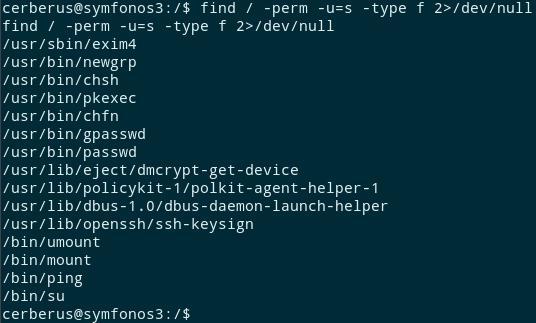 cerberus@symfonos3:/$ find / -perm -u=s -type f 2>/dev/null
find / -perm -u=s -type f 2>/dev/null
/usr/sbin/exim4
/usr/bin/newgrp
/usr/bin/chsh
/usr/bin/pkexec
/usr/bin/chfn
/usr/bin/gpasswd
/usr/bin/passwd
/usr/lib/eject/dmcrypt-get-device
/usr/lib/policykit-1/polkit-agent-helper-1
/usr/lib/dbus-1.0/dbus-daemon-launch-helper
/usr/lib/openssh/ssh-keysign
/bin/umount
/bin/mount
/bin/ping
/bin/su
cerberus@symfonos3:/$